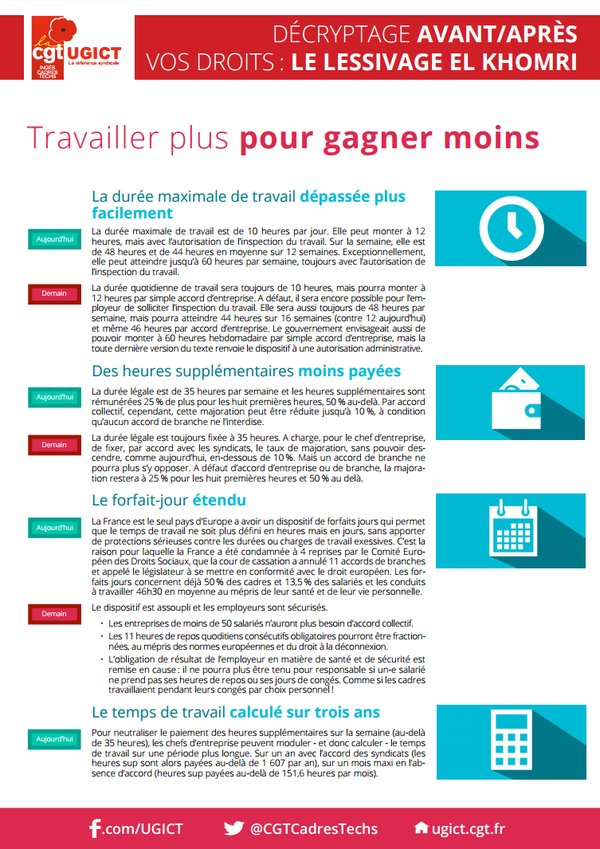 la
cgt UGICT
La référence syndicale
INGÉS
CADRES
TECHS
DÉCRYPTAGE AVANT/APRÈS
VOS DROITS : LE LESSIVAGE EL KHOMRI
Travailler plus pour gagner moins
La durée maximale de travail dépassée plus
facilement
Aujourd'hui
La durée maximale de travail est de 10 heures par jour. Elle peut monter à 12
heures, mais avec l'autorisation de l'inspection du travail. Sur la semaine, elle est
de 48 heures et de 44 heures en moyenne sur 12 semaines. Exceptionnellement,
elle peut atteindre jusqu'à 60 heures par semaine, toujours avec l'autorisation de
l'inspection du travail.
Demain
La durée quotidienne de travail sera toujours de 10 heures, mais pourra monter à
12 heures par simple accord d'entreprise. A défaut, il sera encore possible pour l'em-
ployeur de solliciter l'inspection du travail. Elle sera aussi toujours de 48 heures par
semaine, mais pourra atteindre 44 heures sur 16 semaines (contre 12 aujourd'hui)
et même 46 heures par accord d'entreprise. Le gouvernement envisageait aussi de
pouvoir monter à 60 heures hebdomadaire par simple accord d'entreprise, mais la
toute dernière version du texte renvoie le dispositif à une autorisation administrative.
Des heures supplémentaires moins payées
Aujourd'hui
La durée légale est de 35 heures par semaine et les heures supplémentaires sont
rémunérées 25 % de plus pour les huit premières heures, 50 % au-delà. Par accord
collectif, cependant, cette majoration peut être réduite jusqu'à 10 %, à condition
qu'aucun accord de branche ne l'interdise.
Demain
La durée légale est toujours fixée à 35 heures. A charge, pour le chef d'entreprise,
de fixer, par accord avec les syndicats, le taux de majoration, sans pouvoir des-
cendre, comme aujourd'hui, en-dessous de 10 %. Mais un accord de branche ne
pourra plus s'y opposer. A défaut d'accord d'entreprise ou de branche, la majora-
tion restera à 25 % pour les huit premières heures et 50 % au delà.
Le forfait-jour étendu
Aujourd'hui
La France est le seul pays d'Europe a avoir un dispositif de forfaits jours qui permet
que le temps de travail ne soit plus défini en heures mais en jours, sans apporter
de protections sérieuses contre les durées ou charges de travail exessives. C'est la
raison pour laquelle la France a été condamnée à 4 reprises par le Comité Euro-
péen des Droits Sociaux, que la cour de cassation a annulé 11 accords de branches
et appelé le législateur à se mettre en conformité avec le droit européen. Les for-
faits jours concernent déjà 50 % des cadres et 13,5 % des salariés et les conduits
à travailler 46h30 en moyenne au mépris de leur santé et de leur vie personnelle.
Demain
Le dispositif est assoupli et les employeurs sont sécurisés.
• Les entreprises de moins de 50 salariés n'auront plus besoin d'accord collectif.
• Les 11 heures de repos quoditiens consécutifs obligatoires pourront être fraction-
nées, au mépris des normes européennes et du droit à la déconnexion.
• L'obligation de résultat de l'employeur en matière de santé et de sécurité est
remise en cause : il ne pourra plus être tenu pour responsable si un-e salarié
ne prend pas ses heures de repos ou ses jours de congés. Comme si les cadres
travaillaient pendant leurs congés par choix personnel !
Le temps de travail calculé sur trois ans
Aujourd'hui
Pour neutraliser le paiement des heures supplémentaires sur la semaine (au-delà
de 35 heures), les chefs d'entreprise peuvent moduler - et donc calculer - le temps
de travail sur une période plus longue. Sur un an avec l'accord des syndicats (les
heures sup sont alors payées au-delà de 1 607 par an), sur un mois maxi en l'ab-
sence d'accord (heures sup payées au-delà de 151,6 heures par mois).
f.com/UGICT
@CGTCadresTechs
ugict.cgt.fr